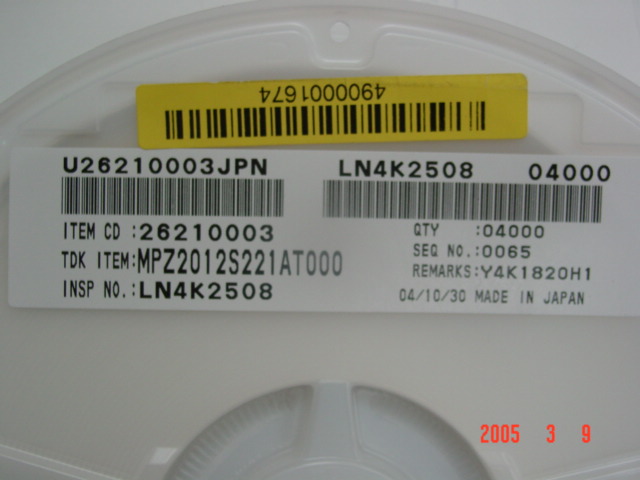 4900001674
U26210003JPN LN4K2508 04000
ITEM CD :26210003
TDK ITEM:MPZ2012S221AT000
INSP NO.:LN4K2508
QTY :04000
SEQ NO.:0065
REMARKS:Y4K1820H1
04/10/30 MADE IN JAPAN
2005 3 9